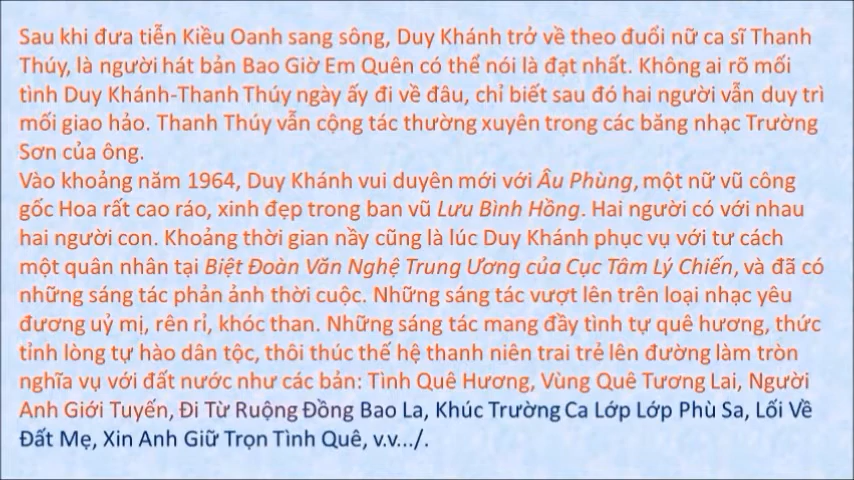 Sau khi đưa tiễn Kiều Oanh sang sông, Duy Khánh trở về theo đuổi nữ ca sĩ Thanh
Thúy, là người hát bản Bao Giờ Em Quên có thể nói là đạt nhất. Không ai rõ mối
tình Duy Khánh-Thanh Thúy ngày ấy đi về đâu, chỉ biết sau đó hai người vẫn duy trì
mối giao hảo. Thanh Thúy vẫn cộng tác thường xuyên trong các băng nhạc Trường
Sơn của ông.
Vào khoảng năm 1964, Duy Khánh vui duyên mới với Âu Phùng, một nữ vũ công
gốc Hoa rất cao ráo, xinh đẹp trong ban vũ Lưu Bình Hồng. Hai người có với nhau
hai người con. Khoảng thời gian nầy cũng là lúc Duy Khánh phục vụ với tư cách
một quân nhân tại Biệt Đoàn Văn Nghệ Trung Ương của Cục Tâm Lý Chiến, và đã có
những sáng tác phản ảnh thời cuộc. Những sáng tác vượt lên trên loại nhạc yêu
đương uỷ mị, rên rỉ, khóc than. Những sáng tác mang đầy tình tự quê hương, thức
tỉnh lòng tự hào dân tộc, thôi thúc thế hệ thanh niên trai trẻ lên đường làm tròn
nghĩa vụ với đất nước như các bản: Tình Quê Hương, Vùng Quê Tương Lai, Người
Anh Giới Tuyến, Đi Từ Ruộng Đồng Bao La, Khúc Trường Ca Lớp Lớp Phù Sa, Lối Về
Đất Mẹ, Xin Anh Giữ Trọn Tình Quê, v.v.../.